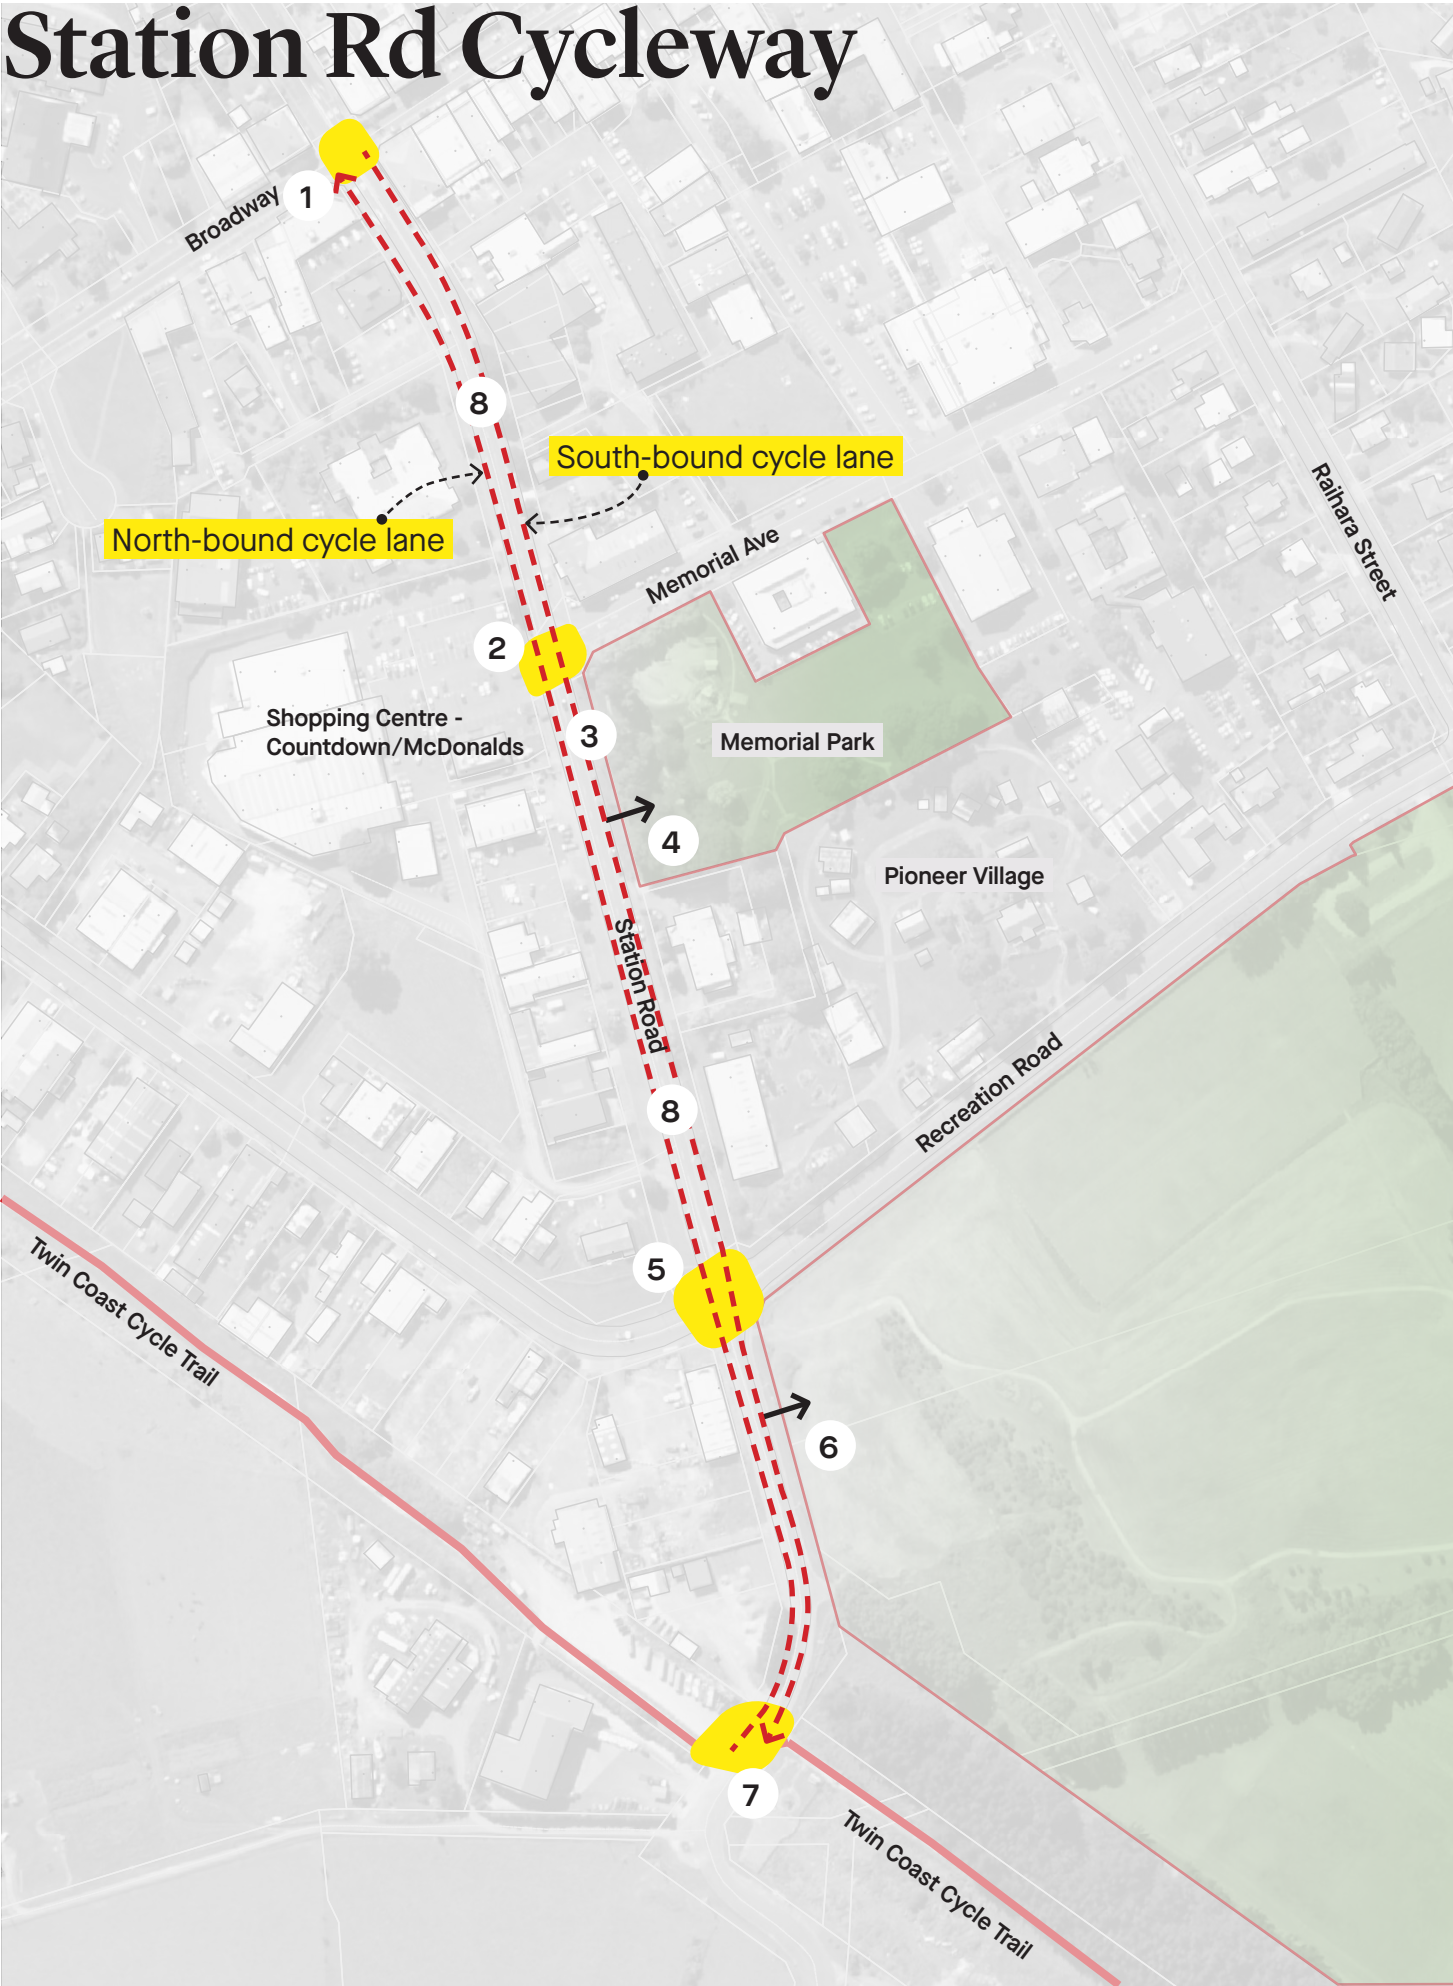 Station Rd Cycleway
Broadway
1
8
South-bound cycle lane
North-bound cycle lane
Raihara Street
Memorial Ave
2
3
Shopping Centre -
Countdown/McDonalds
Memorial Park
4
Pioneer Village
Station Road
Recreation Road
8
5
Twin Coast Cycle Trail
6
7
Twin Coast Cycle Trail